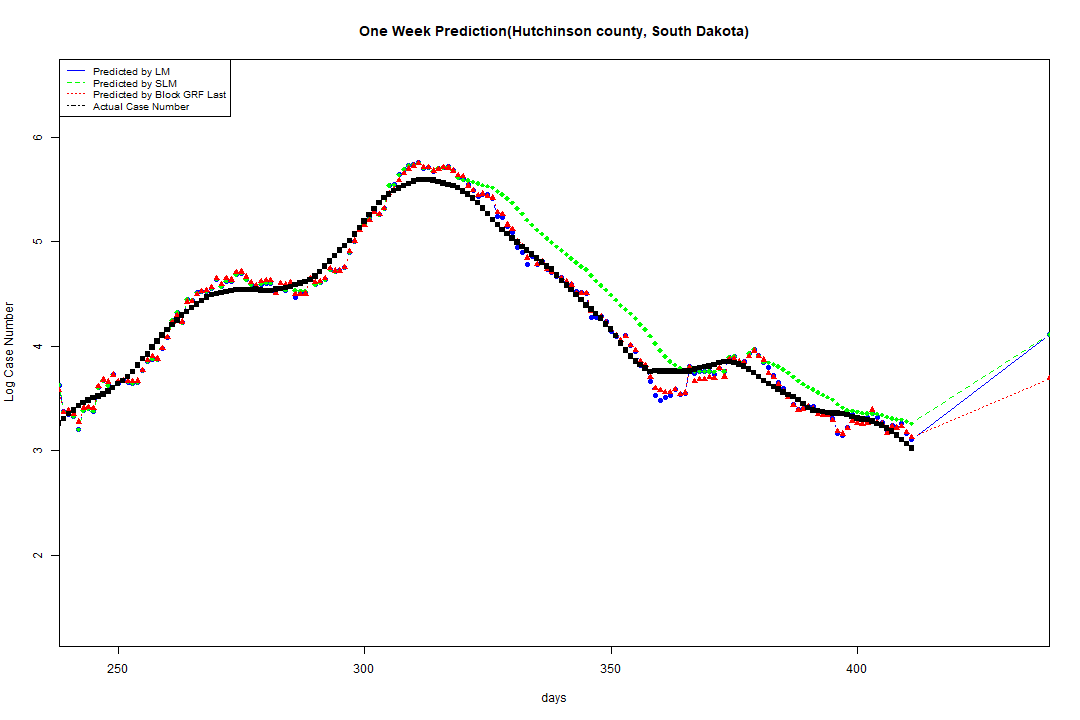 One Week Prediction(Hutchinson county, South Dakota)
Predicted by LM
Predicted by SLM
Predicted by Block GRF Last
Actual Case Number
6
5
4
3
2
Log Case Number
250 300 350 400
days